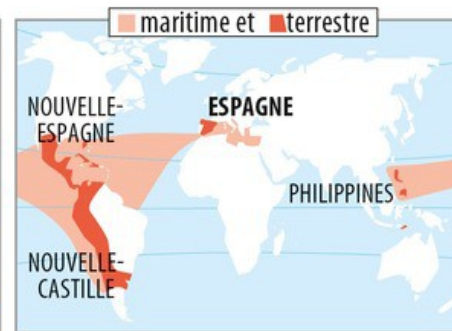 maritime et terrestre
NOUVELLE-
ESPAGNE
ESPAGNE
PHILIPPINES
NOUVELLE-
CASTILLE